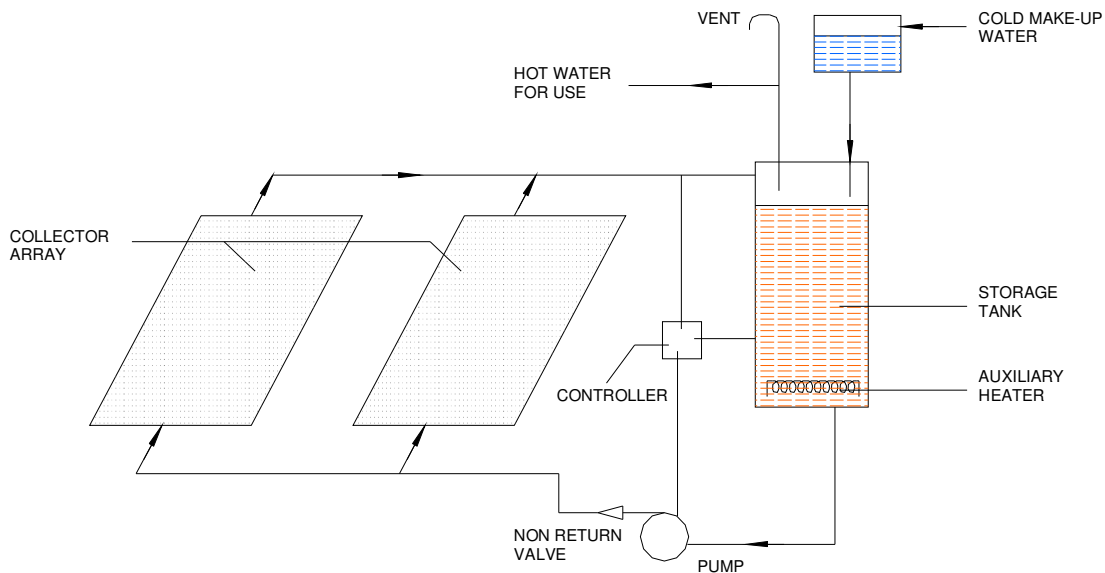 VENT
COLD MAKE-UP
WATER
HOT WATER
FOR USE
COLLECTOR
ARRAY
STORAGE
TANK
CONTROLLER
AUXILIARY
HEATER
NON RETURN
VALVE
PUMP